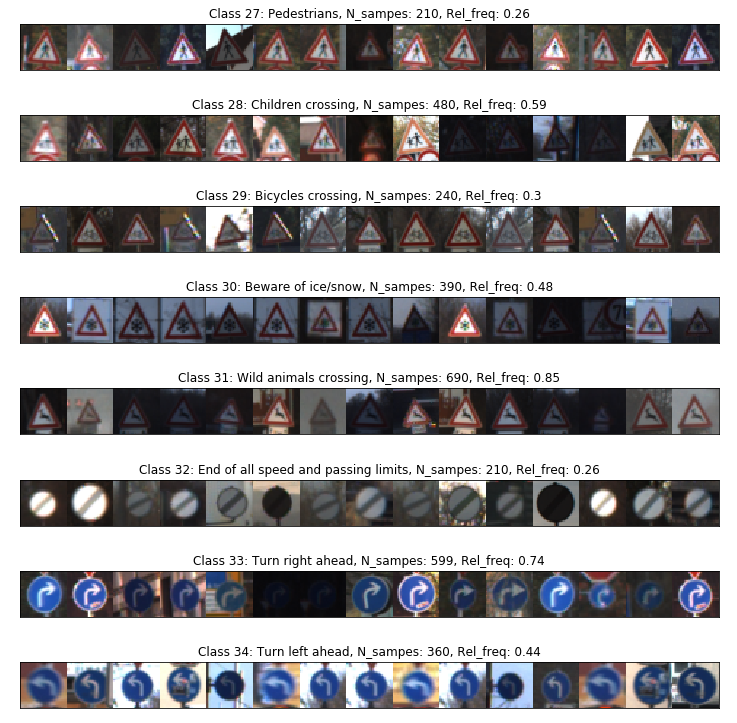 Class 27: Pedestrians, N_sampes: 210, Rel_freq: 0.26
Class 28: Children crossing, N_sampes: 480, Rel_freq: 0.59
Class 29: Bicycles crossing, N_sampes: 240, Rel_freq: 0.3
Class 30: Beware of ice/snow, N_sampes: 390, Rel_freq: 0.48
Class 31: Wild animals crossing, N_sampes: 690, Rel_freq: 0.85
Class 32: End of all speed and passing limits, N_sampes: 210, Rel_freq: 0.26
Class 33: Turn right ahead, N_sampes: 599, Rel_freq: 0.74
Class 34: Turn left ahead, N_sampes: 360, Rel_freq: 0.44